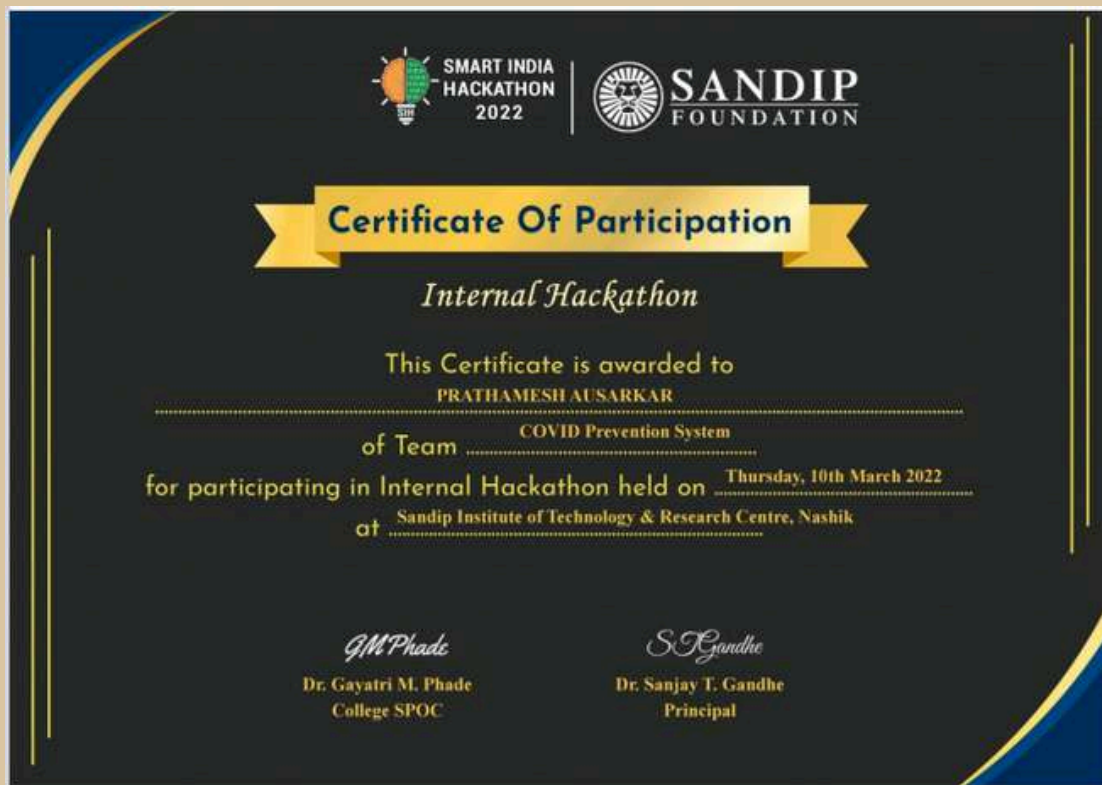 SMART INDIA
HACKATHON
2022
SIH
SANDIP
FOUNDATION
Certificate Of Participation
Internal Hackathon
This Certificate is awarded to
PRATHAMESH AUSARKAR
of Team COVID Prevention System
for participating in Internal Hackathon held on Thursday, 10th March 2022
at Sandip Institute of Technology & Research Centre, Nashik
GMPhade
STGandhe
Dr. Gayatri M. Phade
College SPOC
Dr. Sanjay T. Gandhe
Principal